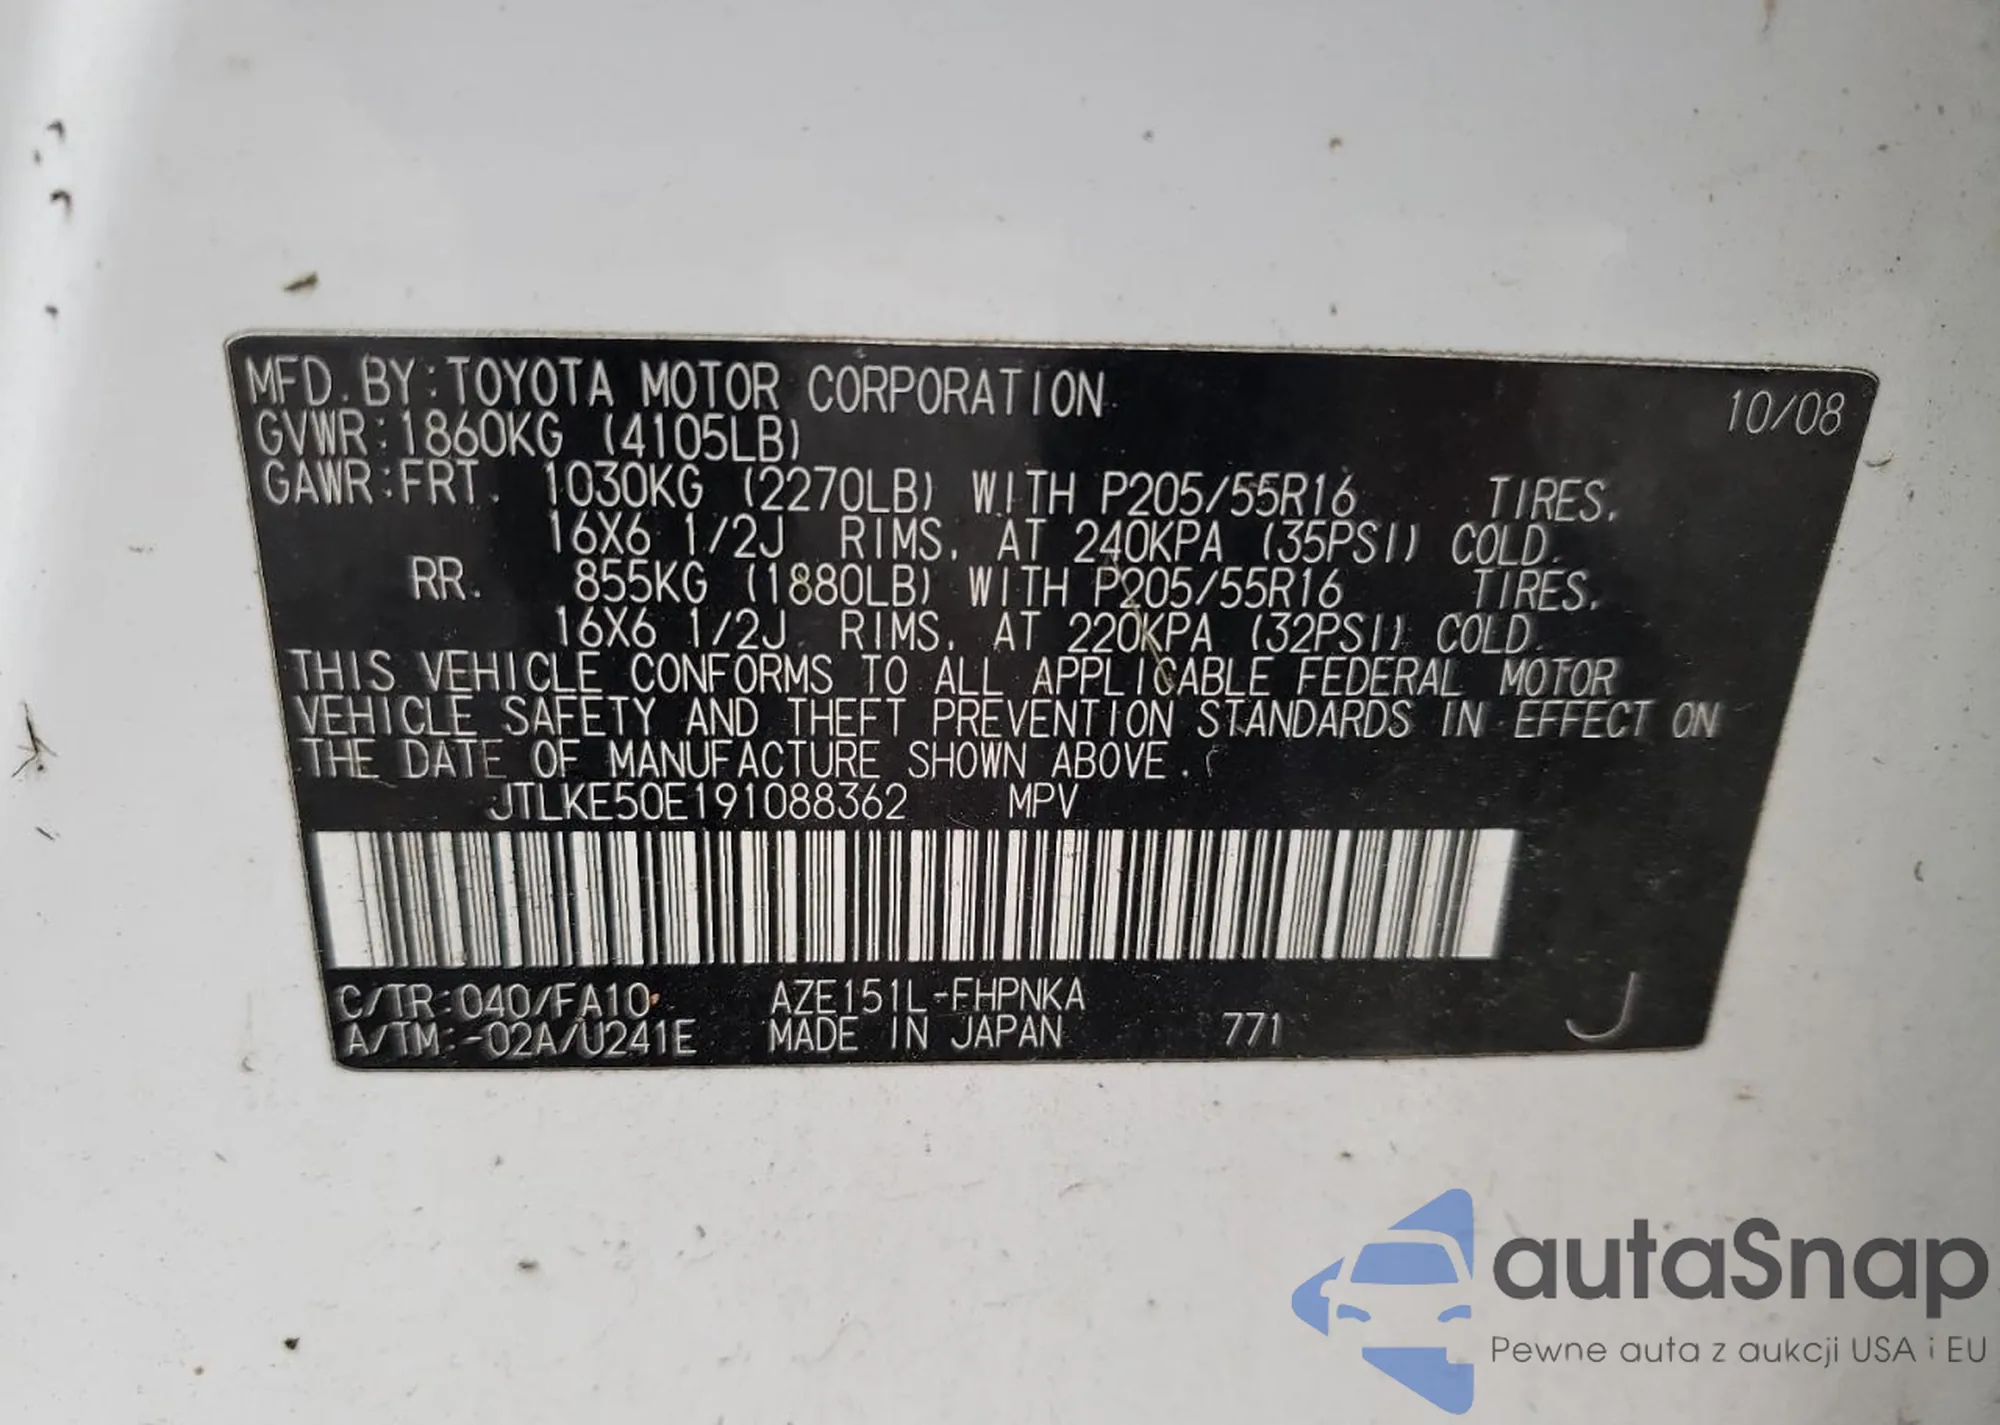 MFD. BY: TOYOTA MOTOR CORPORATION 10/08
GVWR: 1860KG (4105LB)
GAWR: FRT. 1030KG (2270LB) WITH P205/55R16 TIRES,
16X6 1/2J RIMS, AT 240KPA (35PSI) COLD.
RR. 855KG (1880LB) WITH P205/55R16 TIRES,
16X6 1/2J RIMS, AT 220KPA (32PSI) COLD.
THIS VEHICLE CONFORMS TO ALL APPLICABLE FEDERAL MOTOR
VEHICLE SAFETY AND THEFT PREVENTION STANDARDS IN EFFECT ON
THE DATE OF MANUFACTURE SHOWN ABOVE.
JTLKE50E191088362 MPV
C/TR: 040/FA10 AZE151L-FHPNKA
A/TM: -02A/U241E MADE IN JAPAN 771 J
autaSnap
Pewne auta z aukcji USA i EU